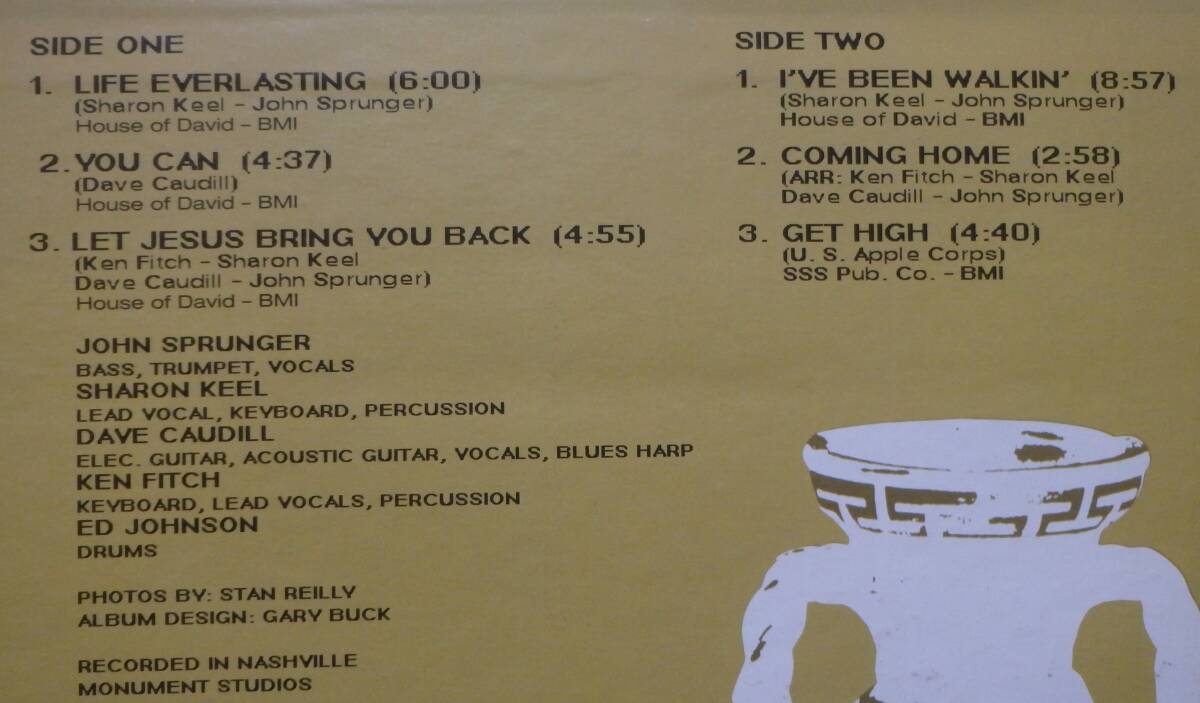 SIDE ONE
1. LIFE EVERLASTING (6:00)
(Sharon Keel – John Sprunger)
House of David – BMI
2. YOU CAN (4:37)
(Dave Caudill)
House of David – BMI
3. LET JESUS BRING YOU BACK (4:55)
(Ken Fitch – Sharon Keel
Dave Caudill – John Sprunger)
House of David – BMI
JOHN SPRUNGER
BASS, TRUMPET, VOCALS
SHARON KEEL
LEAD VOCAL, KEYBOARD, PERCUSSION
DAVE CAUDILL
ELEC. GUITAR, ACOUSTIC GUITAR, VOCALS, BLUES HARP
KEN FITCH
KEYBOARD, LEAD VOCALS, PERCUSSION
ED JOHNSON
DRUMS
PHOTOS BY: STAN REILLY
ALBUM DESIGN: GARY BUCK
RECORDED IN NASHVILLE
MONUMENT STUDIOS
SIDE TWO
1. I'VE BEEN WALKIN' (8:57)
(Sharon Keel – John Sprunger)
House of David – BMI
2. COMING HOME (2:58)
(ARR: Ken Fitch – Sharon Keel
Dave Caudill – John Sprunger)
3. GET HIGH (4:40)
(U. S. Apple Corps)
SSS Pub. Co. – BMI